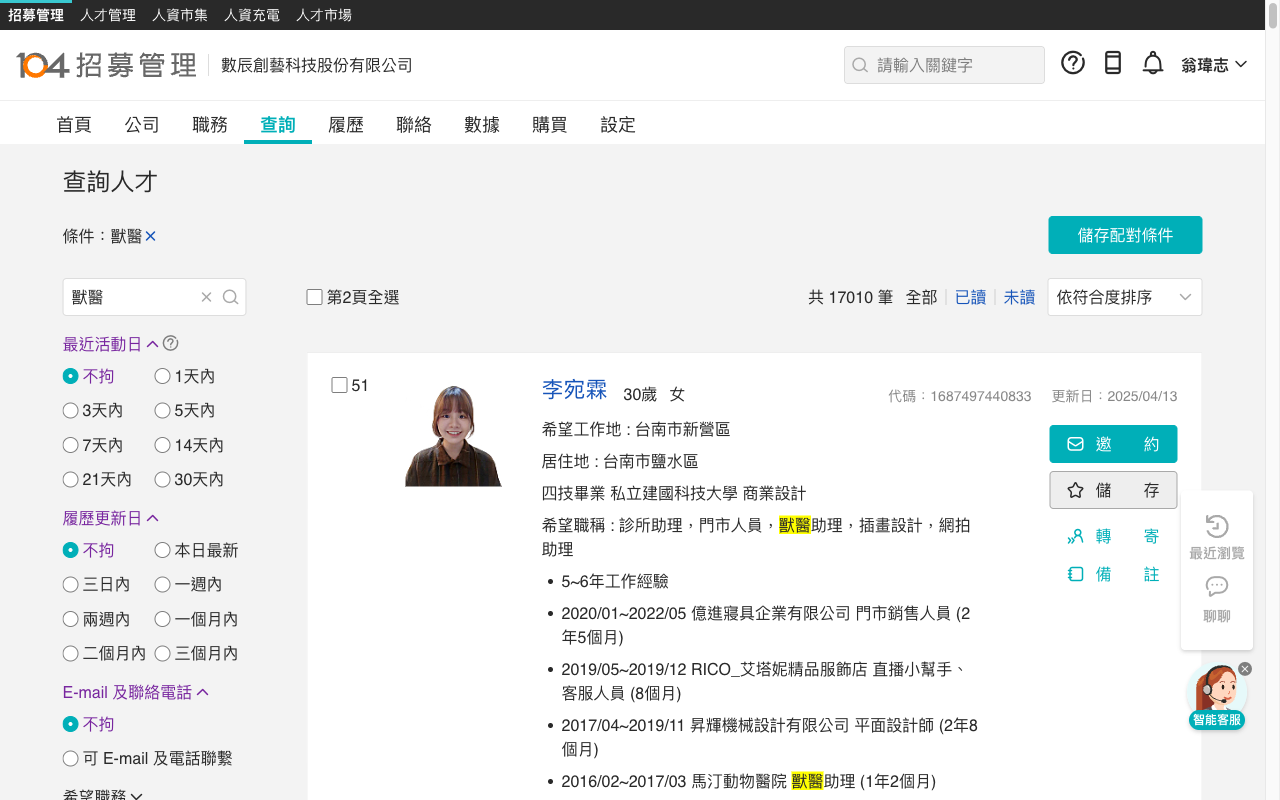 招募管理 人才管理 人資市集 人資充電 人才市場
104 招募管理 數辰創藝科技股份有限公司 請輸入關鍵字 翁瑋志
首頁 公司 職務 查詢 履歷 聯絡 數據 購買 設定
查詢人才
條件：獸醫
儲存配對條件
獸醫
第2頁全選
共 17010 筆 全部 已讀 未讀 依符合度排序
最近活動日
不拘 1天內
3天內 5天內
7天內 14天內
21天內 30天內
履歷更新日
不拘 本日最新
三日內 一週內
兩週內 一個月內
二個月內 三個月內
E-mail 及聯絡電話
不拘
可 E-mail 及電話聯繫
希望職務
51
李宛霖 30歲 女
代碼：1687497440833 更新日：2025/04/13
希望工作地 : 台南市新營區
居住地 : 台南市鹽水區
四技畢業 私立建國科技大學 商業設計
希望職稱 : 診所助理，門市人員，獸醫助理，插畫設計，網拍
助理
• 5~6年工作經驗
• 2020/01~2022/05 億進寢具企業有限公司 門市銷售人員 (2
年5個月)
• 2019/05~2019/12 RICO_艾塔妮精品服飾店 直播小幫手、
客服人員 (8個月)
• 2017/04~2019/11 昇輝機械設計有限公司 平面設計師 (2年8
個月)
• 2016/02~2017/03 馬汀動物醫院 獸醫助理 (1年2個月)
邀 約
儲 存
轉 寄
備 註
最近瀏覽
聊聊
智能客服